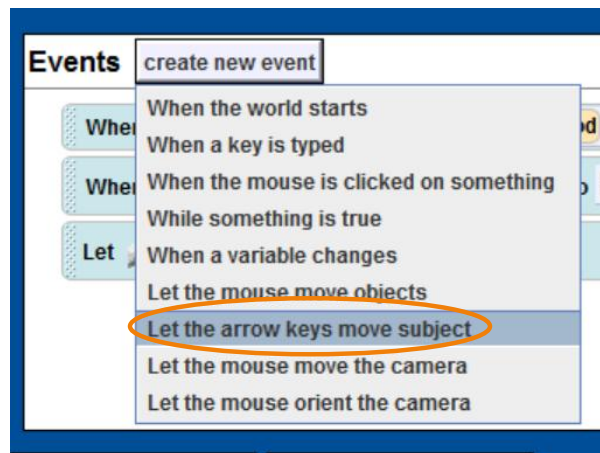 Events create new event
When the world starts
When a key is typed
When the mouse is clicked on something
While something is true
When a variable changes
Let the mouse move objects
Let the arrow keys move subject
Let the mouse move the camera
Let the mouse orient the camera
Let